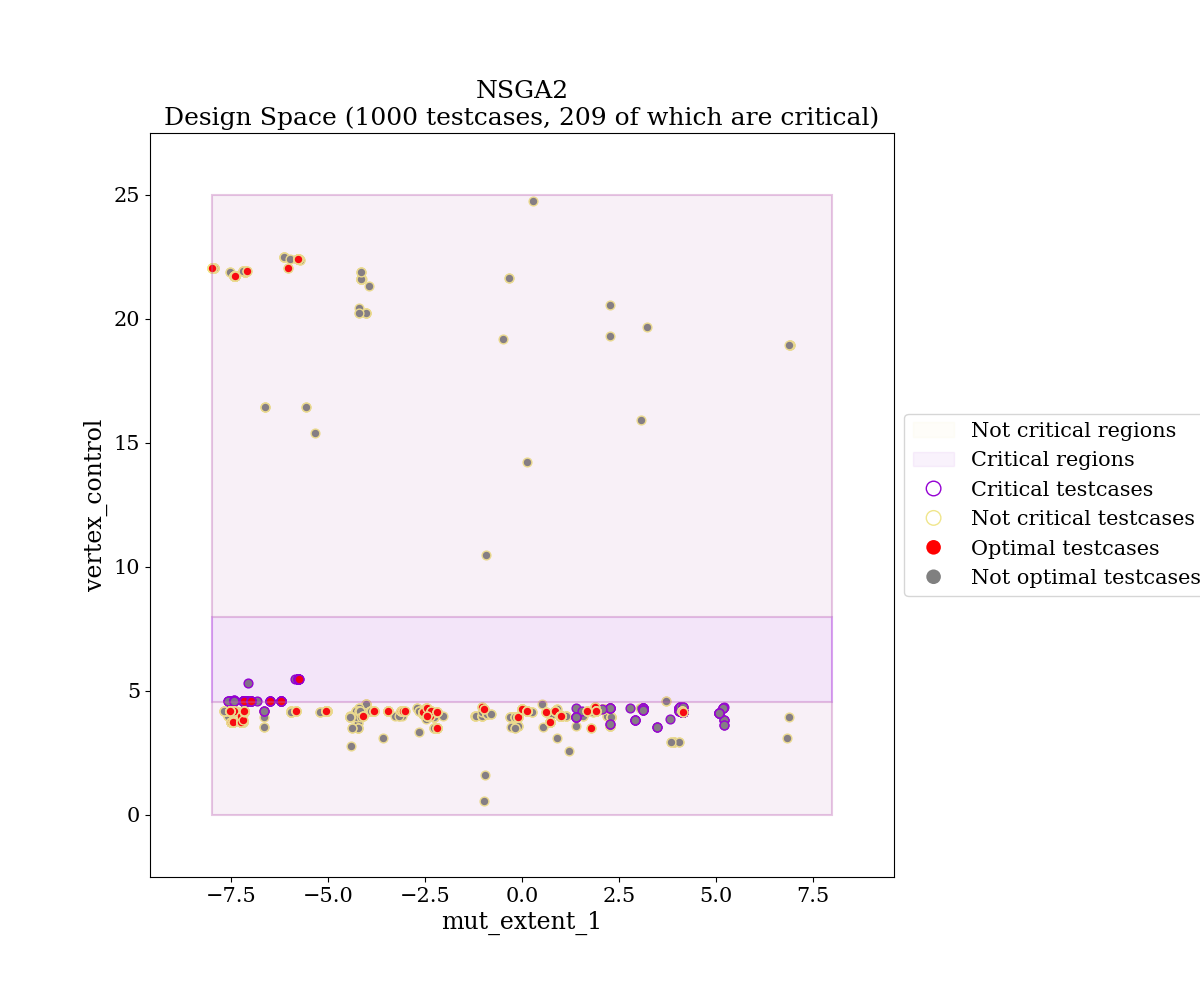 NSGA2
Design Space (1000 testcases, 209 of which are critical)
25
20
15
10
5
0
vertex_control
−7.5
−5.0
−2.5
0.0
2.5
5.0
7.5
mut_extent_1
Not critical regions
Critical regions
Critical testcases
Not critical testcases
Optimal testcases
Not optimal testcases